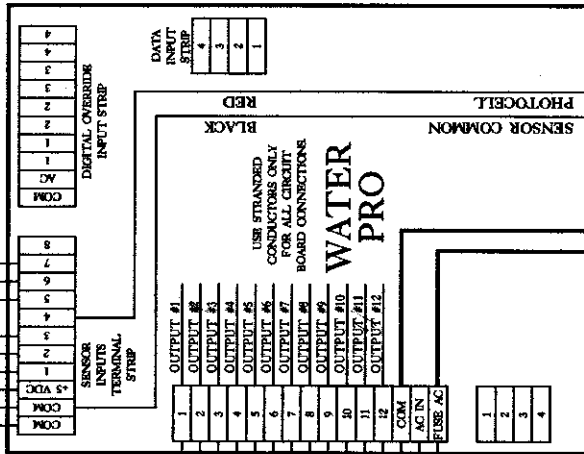 4
4
3
3
2
2
1
1
AC
COM
DIGITAL OVERRIDE
INPUT STRIP
DATA
INPUT
STRIP
4
3
2
1
RED
PHOTOCELL
BLACK
SENSOR COMMON
8
7
6
5
4
3
2
1
+5 VDC
COM
COM
SENSOR
INPUTS
TERMINAL
STRIP
USE STRANDED
CONDUCTORS ONLY
FOR ALL CIRCUIT
BOARD CONNECTIONS.
WATER
PRO
OUTPUT #1
OUTPUT #2
OUTPUT #3
OUTPUT #4
OUTPUT #5
OUTPUT #6
OUTPUT #7
OUTPUT #8
OUTPUT #9
OUTPUT #10
OUTPUT #11
OUTPUT #12
1
2
3
4
5
6
7
8
9
10
11
12
COM
AC IN
FUSE AC
1
2
3
4